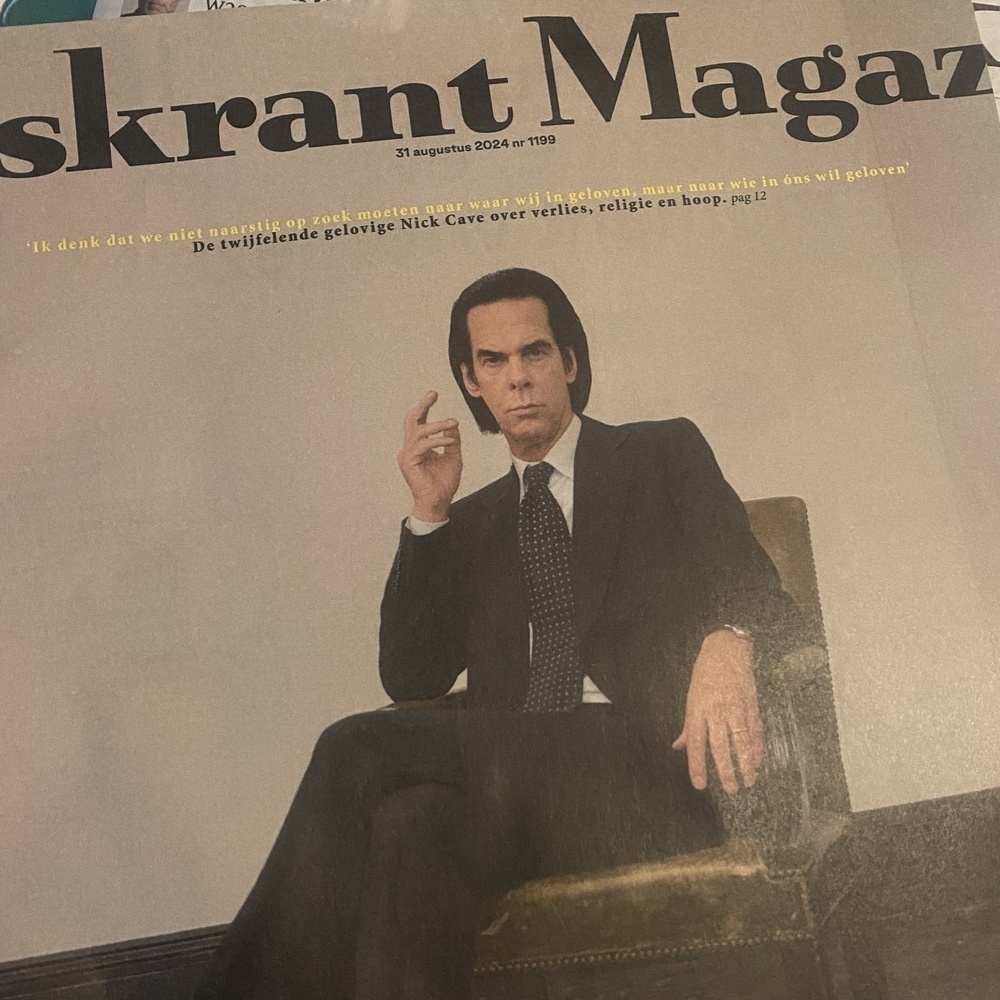 skrant Magaz
31 augustus 2024 nr 1199
‘Ik denk dat we niet naarstig op zoek moeten naar waar wij in geloven, maar naar wie in óns wil geloven’
De twijfelende gelovige Nick Cave over verlies, religie en hoop. pag 12